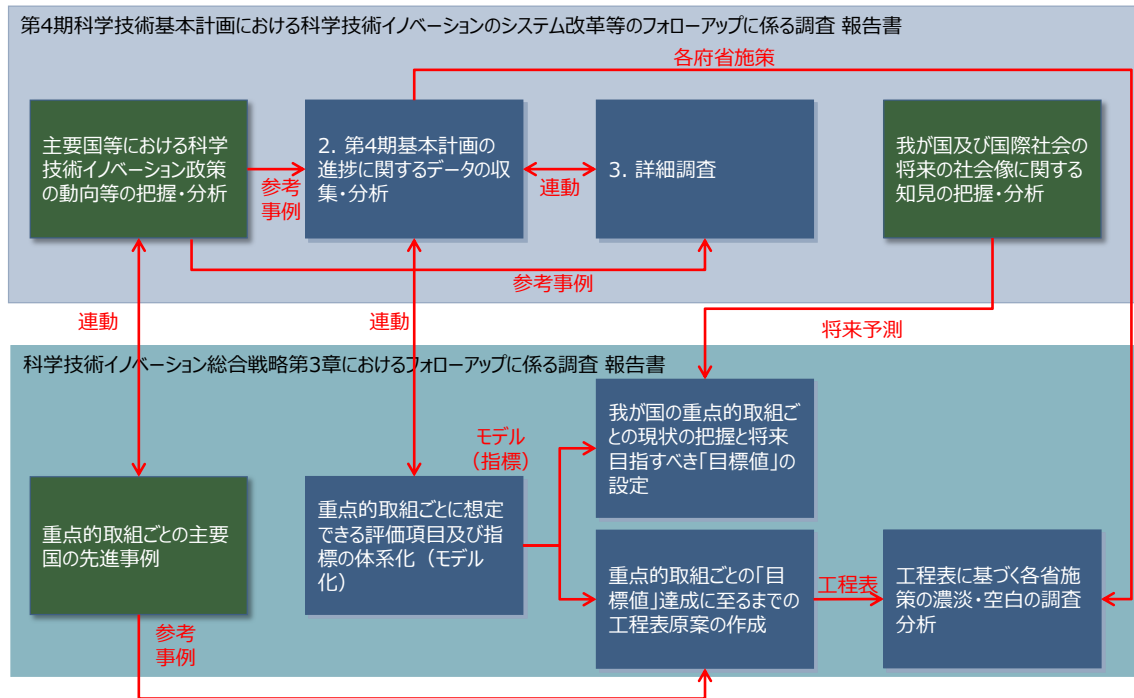 第4期科学技術基本計画における科学技術イノベーションのシステム改革等のフォローアップに係る調査 報告書
各府省施策
主要国等における科学
技術イノベーション政策
の動向等の把握・分析
参考
事例
2. 第4期基本計画の
進捗に関するデータの収
集・分析
連動
3. 詳細調査
我が国及び国際社会の
将来の社会像に関する
知見の把握・分析
参考事例
連動
連動
将来予測
科学技術イノベーション総合戦略第3章におけるフォローアップに係る調査 報告書
モデル
（指標）
我が国の重点的取組ご
との現状の把握と将来
目指すべき「目標値」の
設定
重点的取組ごとの主要
国の先進事例
重点的取組ごとに想定
できる評価項目及び指
標の体系化（モデル
化）
重点的取組ごとの「目
標値」達成に至るまでの
工程表原案の作成
工程表
工程表に基づく各省施
策の濃淡・空白の調査
分析
参考
事例